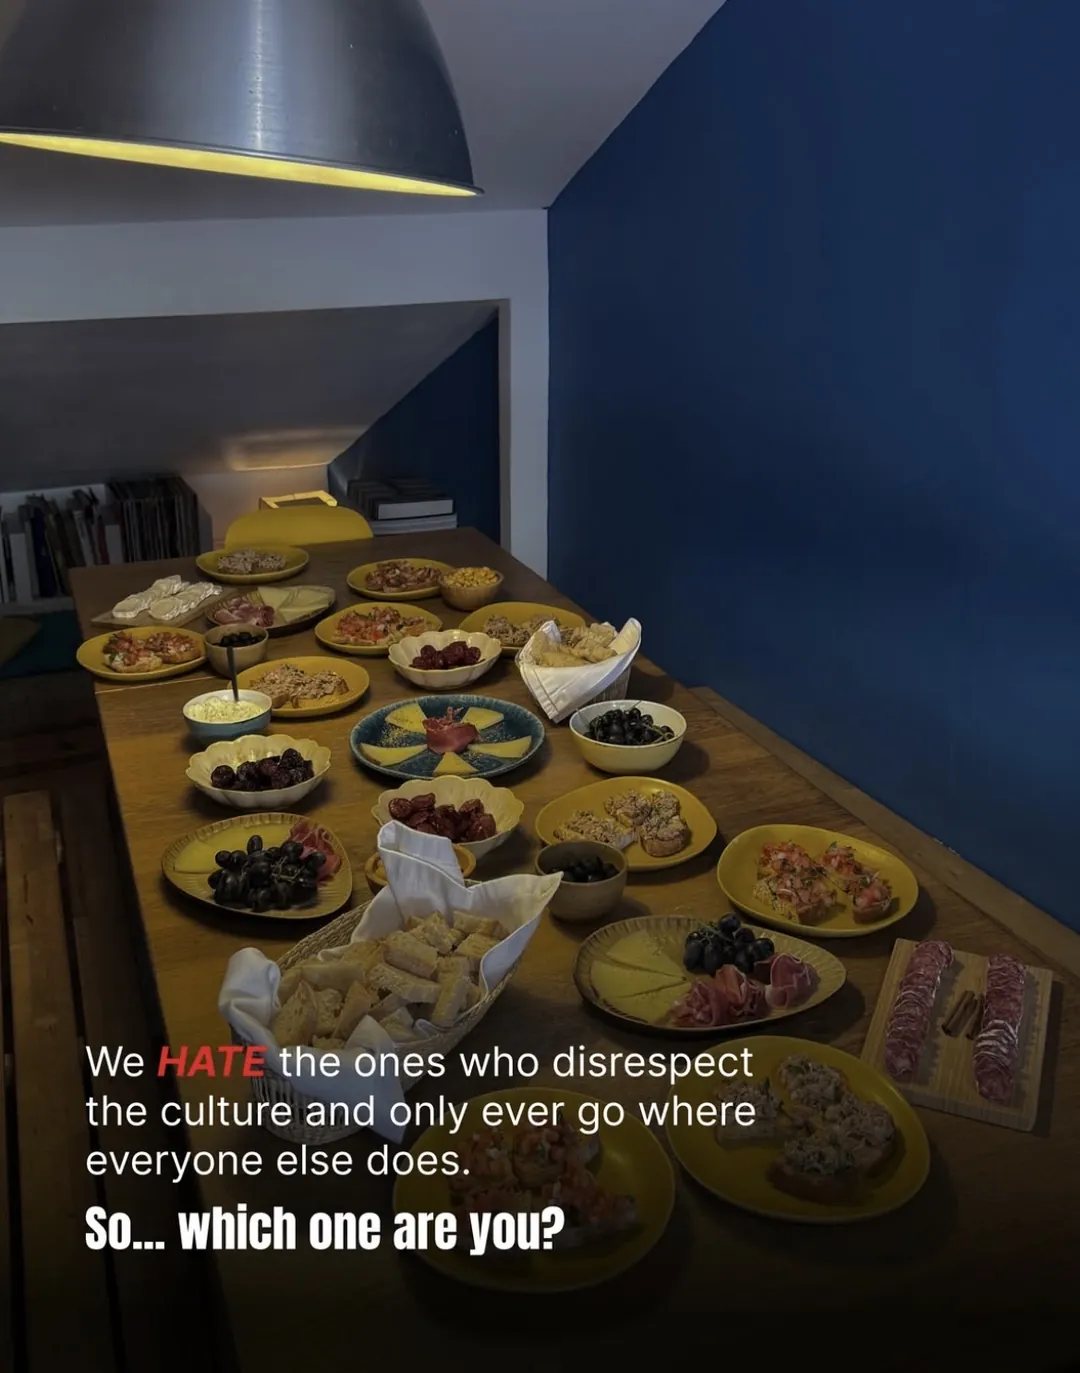 We HATE the ones who disrespect
the culture and only ever go where
everyone else does.
So... which one are you?